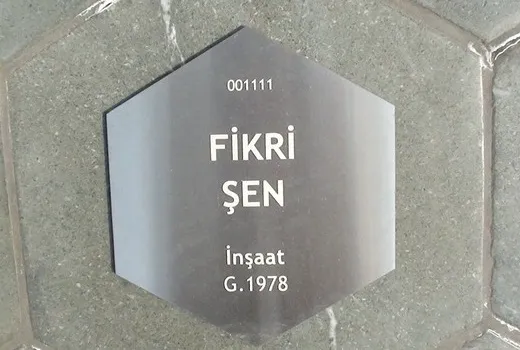 001111
FİKRİ
ŞEN
İnşaat
G.1978